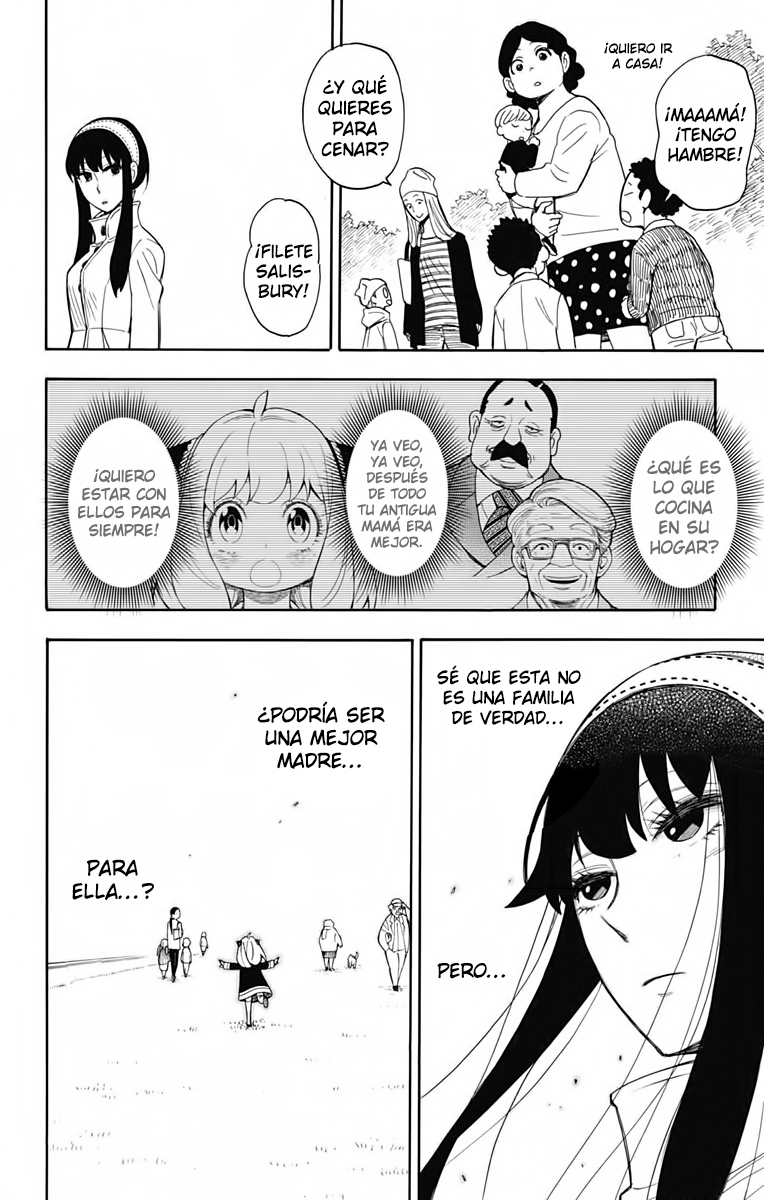 ¡MAAAMÁ!
¡TENGO
HAMBRE!
¡QUIERO IR
A CASA!
¿Y QUÉ
QUIERES
PARA
CENAR?
¡FILETE
SALIS-
BURY!
¿QUÉ ES
LO QUE
COCINA
EN SU
HOGAR?
YA VEO,
YA VEO,
DESPUÉS
DE TODO
TU ANTIGUA
MAMÁ ERA
MEJOR.
¡QUIERO
ESTAR CON
ELLOS PARA
SIEMPRE!
SÉ QUE ESTA NO
ES UNA FAMILIA
DE VERDAD...
PERO...
¿PODRÍA SER
UNA MEJOR
MADRE...
PARA
ELLA...?